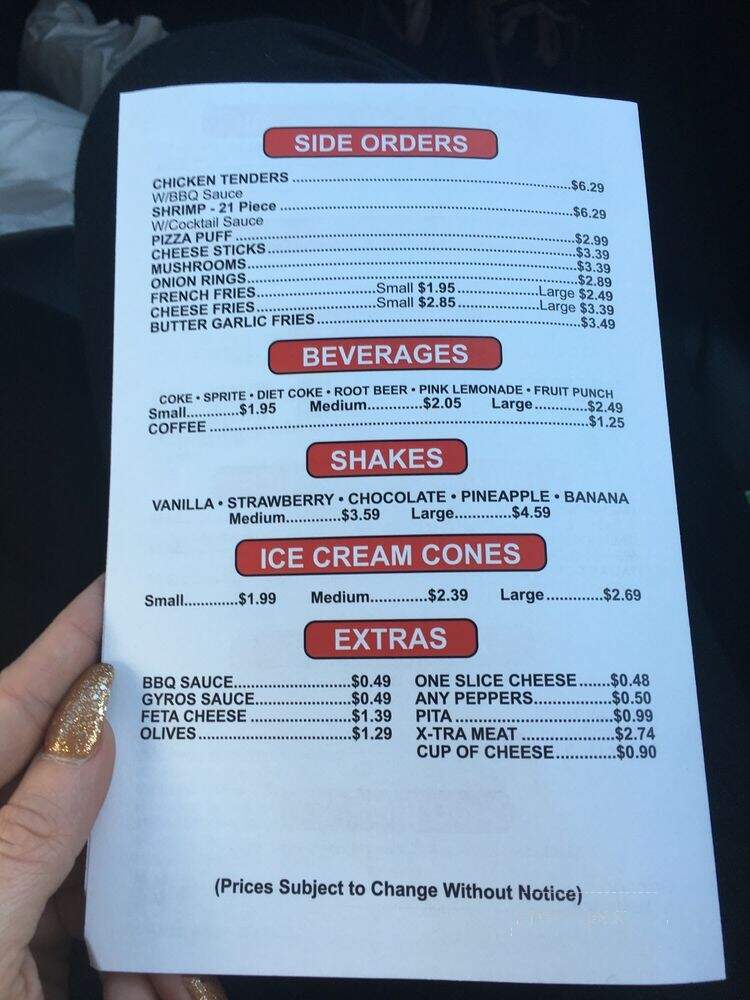 SIDE ORDERS
CHICKEN TENDERS ..........$6.29
W/BBQ Sauce
SHRIMP - 21 Piece ..........$6.29
W/Cocktail Sauce
PIZZA PUFF ..........$2.99
CHEESE STICKS..........$3.39
MUSHROOMS..........$3.39
ONION RINGS..........$2.89
FRENCH FRIES..........Small $1.95..........Large $2.49
CHEESE FRIES..........Small $2.85..........Large $3.39
BUTTER GARLIC FRIES..........$3.49
BEVERAGES
COKE • SPRITE • DIET COKE • ROOT BEER • PINK LEMONADE • FRUIT PUNCH
Small..........$1.95 Medium..........$2.05 Large..........$2.49
COFFEE ..........$1.25
SHAKES
VANILLA • STRAWBERRY • CHOCOLATE • PINEAPPLE • BANANA
Medium..........$3.59 Large..........$4.59
ICE CREAM CONES
Small..........$1.99 Medium..........$2.39 Large..........$2.69
EXTRAS
BBQ SAUCE..........$0.49 ONE SLICE CHEESE.......$0.48
GYROS SAUCE..........$0.49 ANY PEPPERS..........$0.50
FETA CHEESE ..........$1.39 PITA ..........$0.99
OLIVES..........$1.29 X-TRA MEAT ..........$2.74
CUP OF CHEESE..........$0.90
(Prices Subject to Change Without Notice)